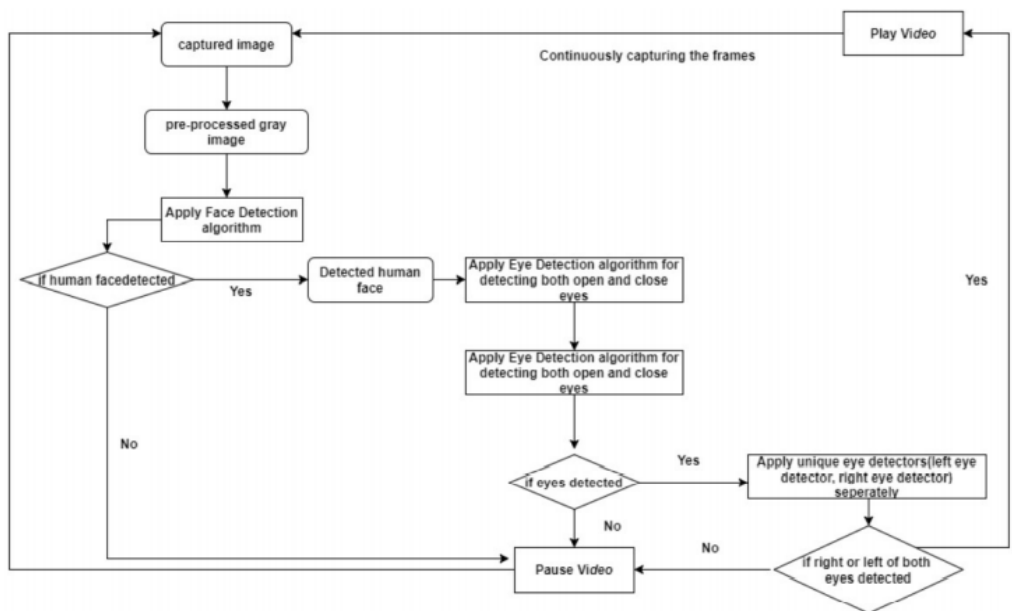 captured image
Play Video
Continuously capturing the frames
pre-processed gray
image
Apply Face Detection
algorithm
if human facedetected
Yes
Detected human
face
Apply Eye Detection algorithm for
detecting both open and close
eyes
Yes
Apply Eye Detection algorithm for
detecting both open and close
eyes
No
if eyes detected
Yes
Apply unique eye detectors(left eye
detector, right eye detector)
seperately
No
Pause Video
No
if right or left of both
eyes detected